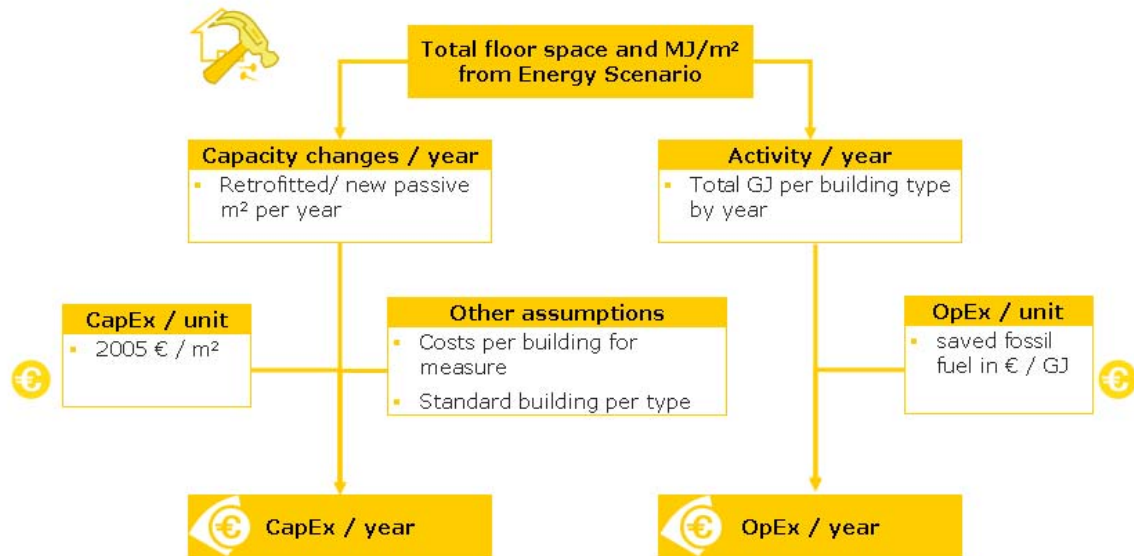 Total floor space and MJ/m²
from Energy Scenario
Capacity changes / year
▪ Retrofitted/ new passive
m² per year
Activity / year
▪ Total GJ per building type
by year
CapEx / unit
▪ 2005 € / m²
Other assumptions
▪ Costs per building for
measure
▪ Standard building per type
OpEx / unit
▪ saved fossil
fuel in € / GJ
€
€
€ CapEx / year
€ OpEx / year